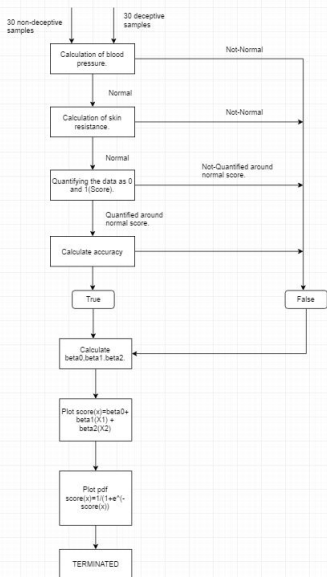 30 non-deceptive
samples
30 deceptive
samples
Calculation of blood
pressure.
Not-Normal
Normal
Calculation of skin
resistance.
Not-Normal
Normal
Quantifying the data as 0
and 1(Score).
Not-Quantified around
normal score.
Quantified around
normal score.
Calculate accuracy
True
False
Calculate
beta0,beta1.beta2.
Plot score(x)=beta0+
beta1(X1) +
beta2(X2)
Plot pdf
score(x)=1/(1+e^(-
score(x))
TERMINATED